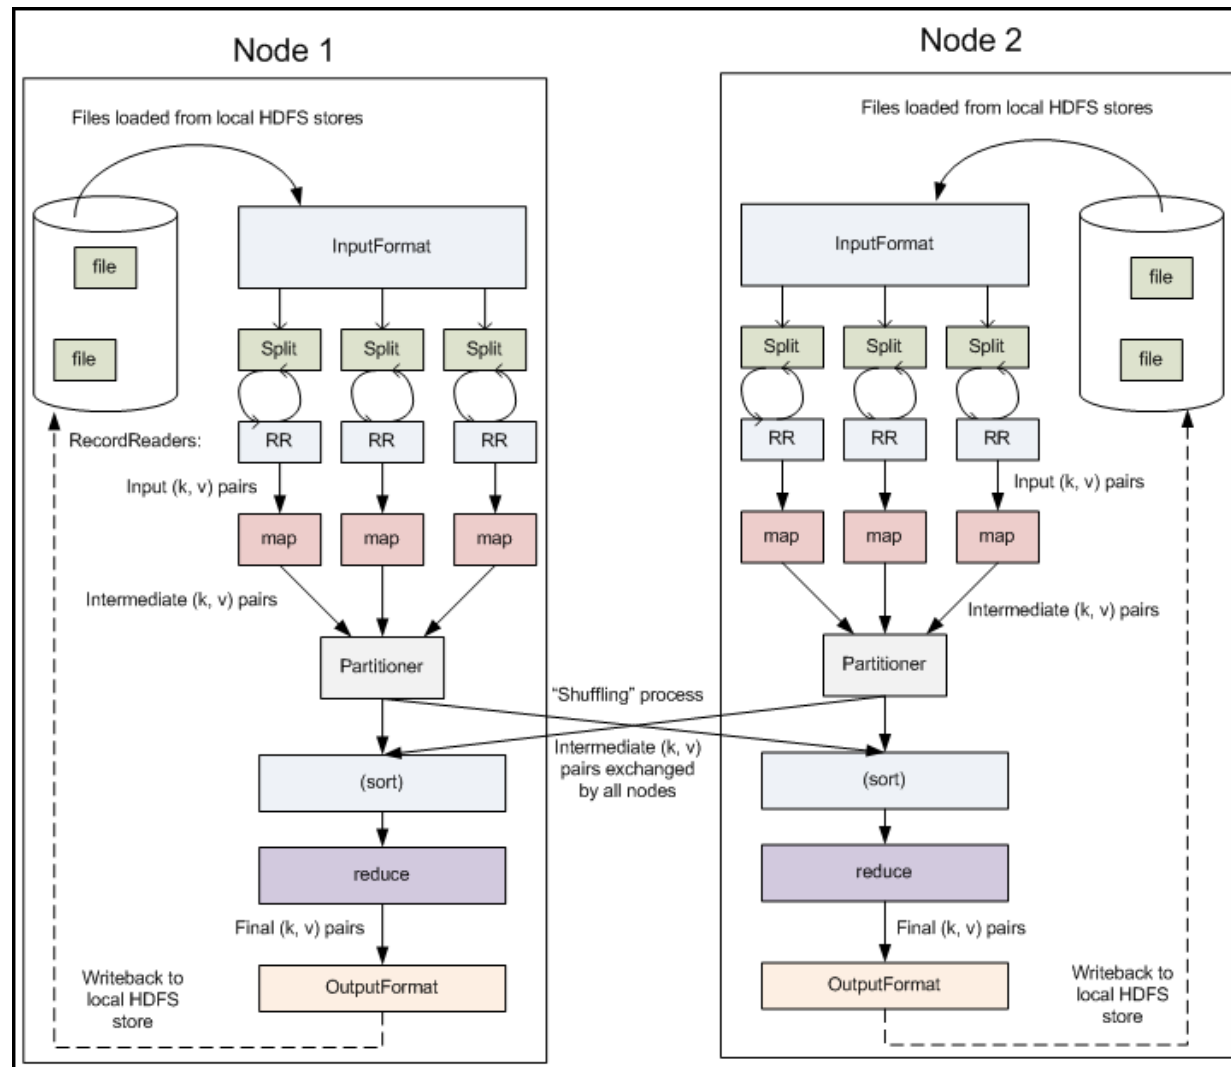 Node 1
Files loaded from local HDFS stores
file
file
InputFormat
Split Split Split
RecordReaders:
RR RR RR
Input (k, v) pairs
map map map
Intermediate (k, v) pairs
Partitioner
(sort)
reduce
Final (k, v) pairs
OutputFormat
Writeback to
local HDFS
store
"Shuffling" process
Intermediate (k, v)
pairs exchanged
by all nodes
Node 2
Files loaded from local HDFS stores
InputFormat
file
file
Split Split Split
RR RR RR
Input (k, v) pairs
map map map
Intermediate (k, v) pairs
Partitioner
(sort)
reduce
Final (k, v) pairs
OutputFormat
Writeback to
local HDFS
store